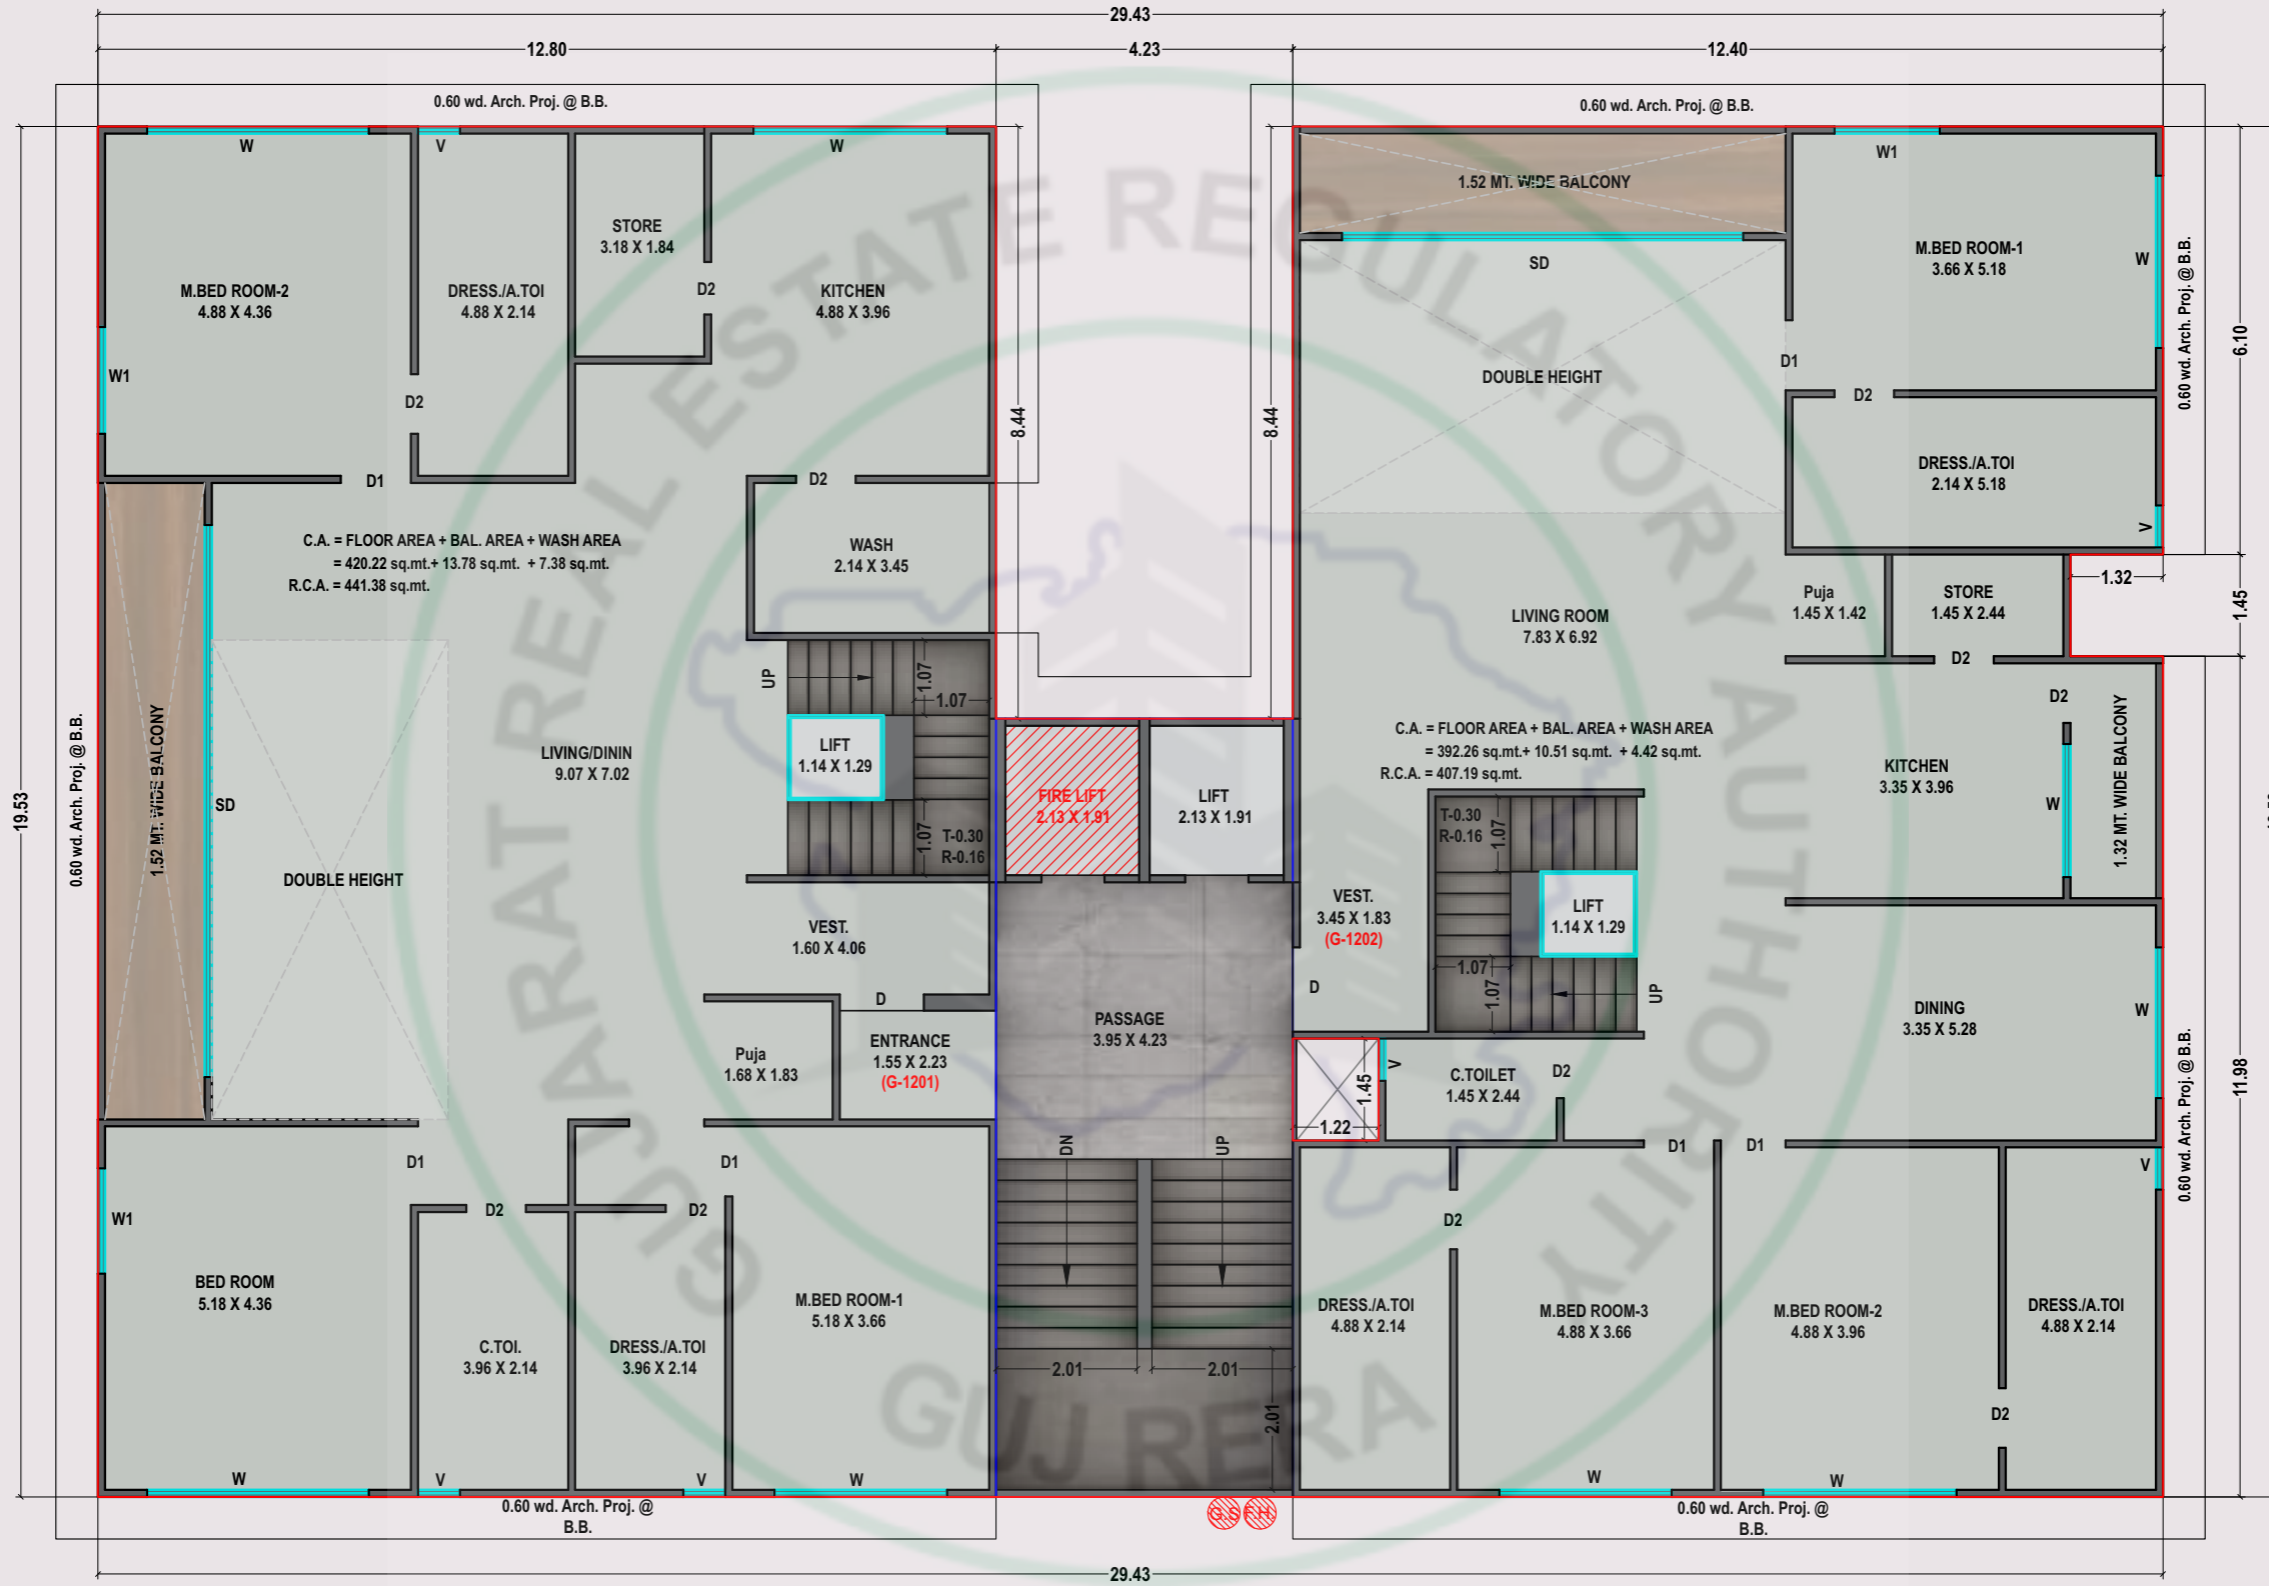 29.43
12.80
4.23
12.40
0.60 wd. Arch. Proj. @ B.B.
0.60 wd. Arch. Proj. @ B.B.
W
V
W
STORE
3.18 X 1.84
M.BED ROOM-2
4.88 X 4.36
DRESS./A.TOI
4.88 X 2.14
D2
KITCHEN
4.88 X 3.96
W1
D2
D1
D2
8.44
8.44
C.A. = FLOOR AREA + BAL. AREA + WASH AREA
= 420.22 sq.mt.+ 13.78 sq.mt. + 7.38 sq.mt.
R.C.A. = 441.38 sq.mt.
WASH
2.14 X 3.45
UP
1.07
1.07
LIFT
1.14 X 1.29
1.07
T-0.30
R-0.16
LIVING/DININ
9.07 X 7.02
1.52 MT. WIDE BALCONY
SD
DOUBLE HEIGHT
0.60 wd. Arch. Proj. @ B.B.
19.53
VEST.
1.60 X 4.06
D
Puja
1.68 X 1.83
ENTRANCE
1.55 X 2.23
(G-1201)
D1
D1
D2
D2
W1
BED ROOM
5.18 X 4.36
C.TOI.
3.96 X 2.14
DRESS./A.TOI
3.96 X 2.14
M.BED ROOM-1
5.18 X 3.66
W
V
V
W
0.60 wd. Arch. Proj. @
B.B.
FIRE LIFT
2.13 X 1.91
LIFT
2.13 X 1.91
PASSAGE
3.95 X 4.23
DN
UP
2.01
2.01
2.01
G.S
F.H.
1.52 MT. WIDE BALCONY
SD
W1
M.BED ROOM-1
3.66 X 5.18
W
DOUBLE HEIGHT
D1
D2
DRESS./A.TOI
2.14 X 5.18
V
0.60 wd. Arch. Proj. @ B.B.
6.10
1.32
1.45
LIVING ROOM
7.83 X 6.92
Puja
1.45 X 1.42
STORE
1.45 X 2.44
D2
D2
C.A. = FLOOR AREA + BAL. AREA + WASH AREA
= 392.26 sq.mt.+ 10.51 sq.mt. + 4.42 sq.mt.
R.C.A. = 407.19 sq.mt.
KITCHEN
3.35 X 3.96
W
1.32 MT. WIDE BALCONY
T-0.30
R-0.16
1.07
VEST.
3.45 X 1.83
(G-1202)
LIFT
1.14 X 1.29
1.07
1.07
UP
D
DINING
3.35 X 5.28
W
1.45
1.22
V
C.TOILET
1.45 X 2.44
D2
D1
D1
0.60 wd. Arch. Proj. @ B.B.
11.98
V
D2
DRESS./A.TOI
4.88 X 2.14
M.BED ROOM-3
4.88 X 3.66
M.BED ROOM-2
4.88 X 3.96
DRESS./A.TOI
4.88 X 2.14
D2
W
W
0.60 wd. Arch. Proj. @
B.B.
29.43
GUJARAT REAL ESTATE REGULATORY AUTHORITY
GUJ RERA